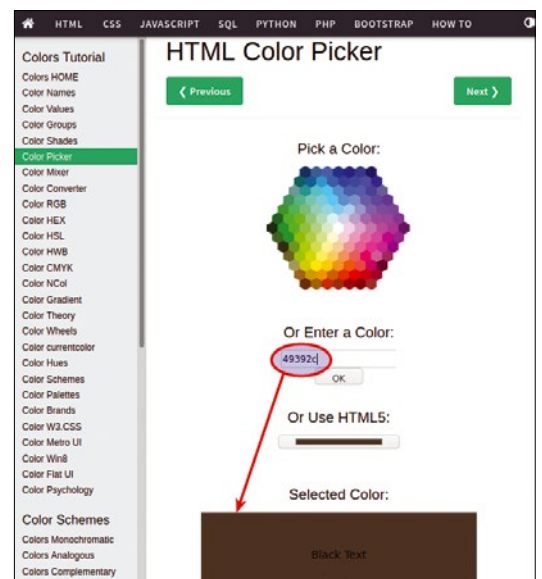 HTML CSS JAVASCRIPT SQL PYTHON PHP BOOTSTRAP HOW TO
Colors Tutorial
Colors HOME
Color Names
Color Values
Color Groups
Color Shades
Color Picker
Color Mixer
Color Converter
Color RGB
Color HEX
Color HSL
Color HWB
Color CMYK
Color NCol
Color Gradient
Color Theory
Color Wheels
Color currentcolor
Color Hues
Color Schemes
Color Palettes
Color Brands
Color W3.CSS
Color Metro UI
Color Win8
Color Flat UI
Color Psychology
Color Schemes
Colors Monochromatic
Colors Analogous
Colors Complementary
HTML Color Picker
❮ Previous
Next ❯
Pick a Color:
Or Enter a Color:
49392c
OK
Or Use HTML5:
Selected Color:
Black Text